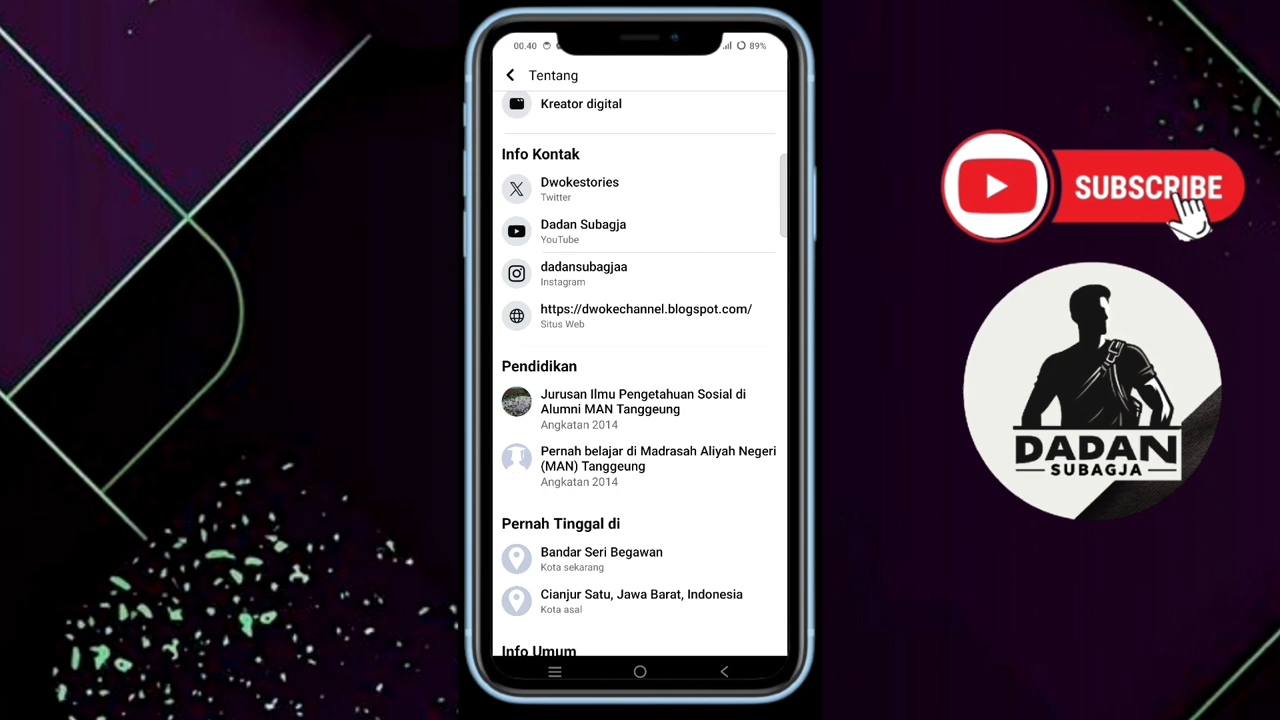 00.40
89%
Tentang
Kreator digital
Info Kontak
Dwokestories
Twitter
Dadan Subagja
YouTube
dadansubagjaa
Instagram
https://dwokechannel.blogspot.com/
Situs Web
Pendidikan
Jurusan Ilmu Pengetahuan Sosial di
Alumni MAN Tanggeung
Angkatan 2014
Pernah belajar di Madrasah Aliyah Negeri
(MAN) Tanggeung
Angkatan 2014
Pernah Tinggal di
Bandar Seri Begawan
Kota sekarang
Cianjur Satu, Jawa Barat, Indonesia
Kota asal
Info Umum
SUBSCRIBE
DADAN
SUBAGJA